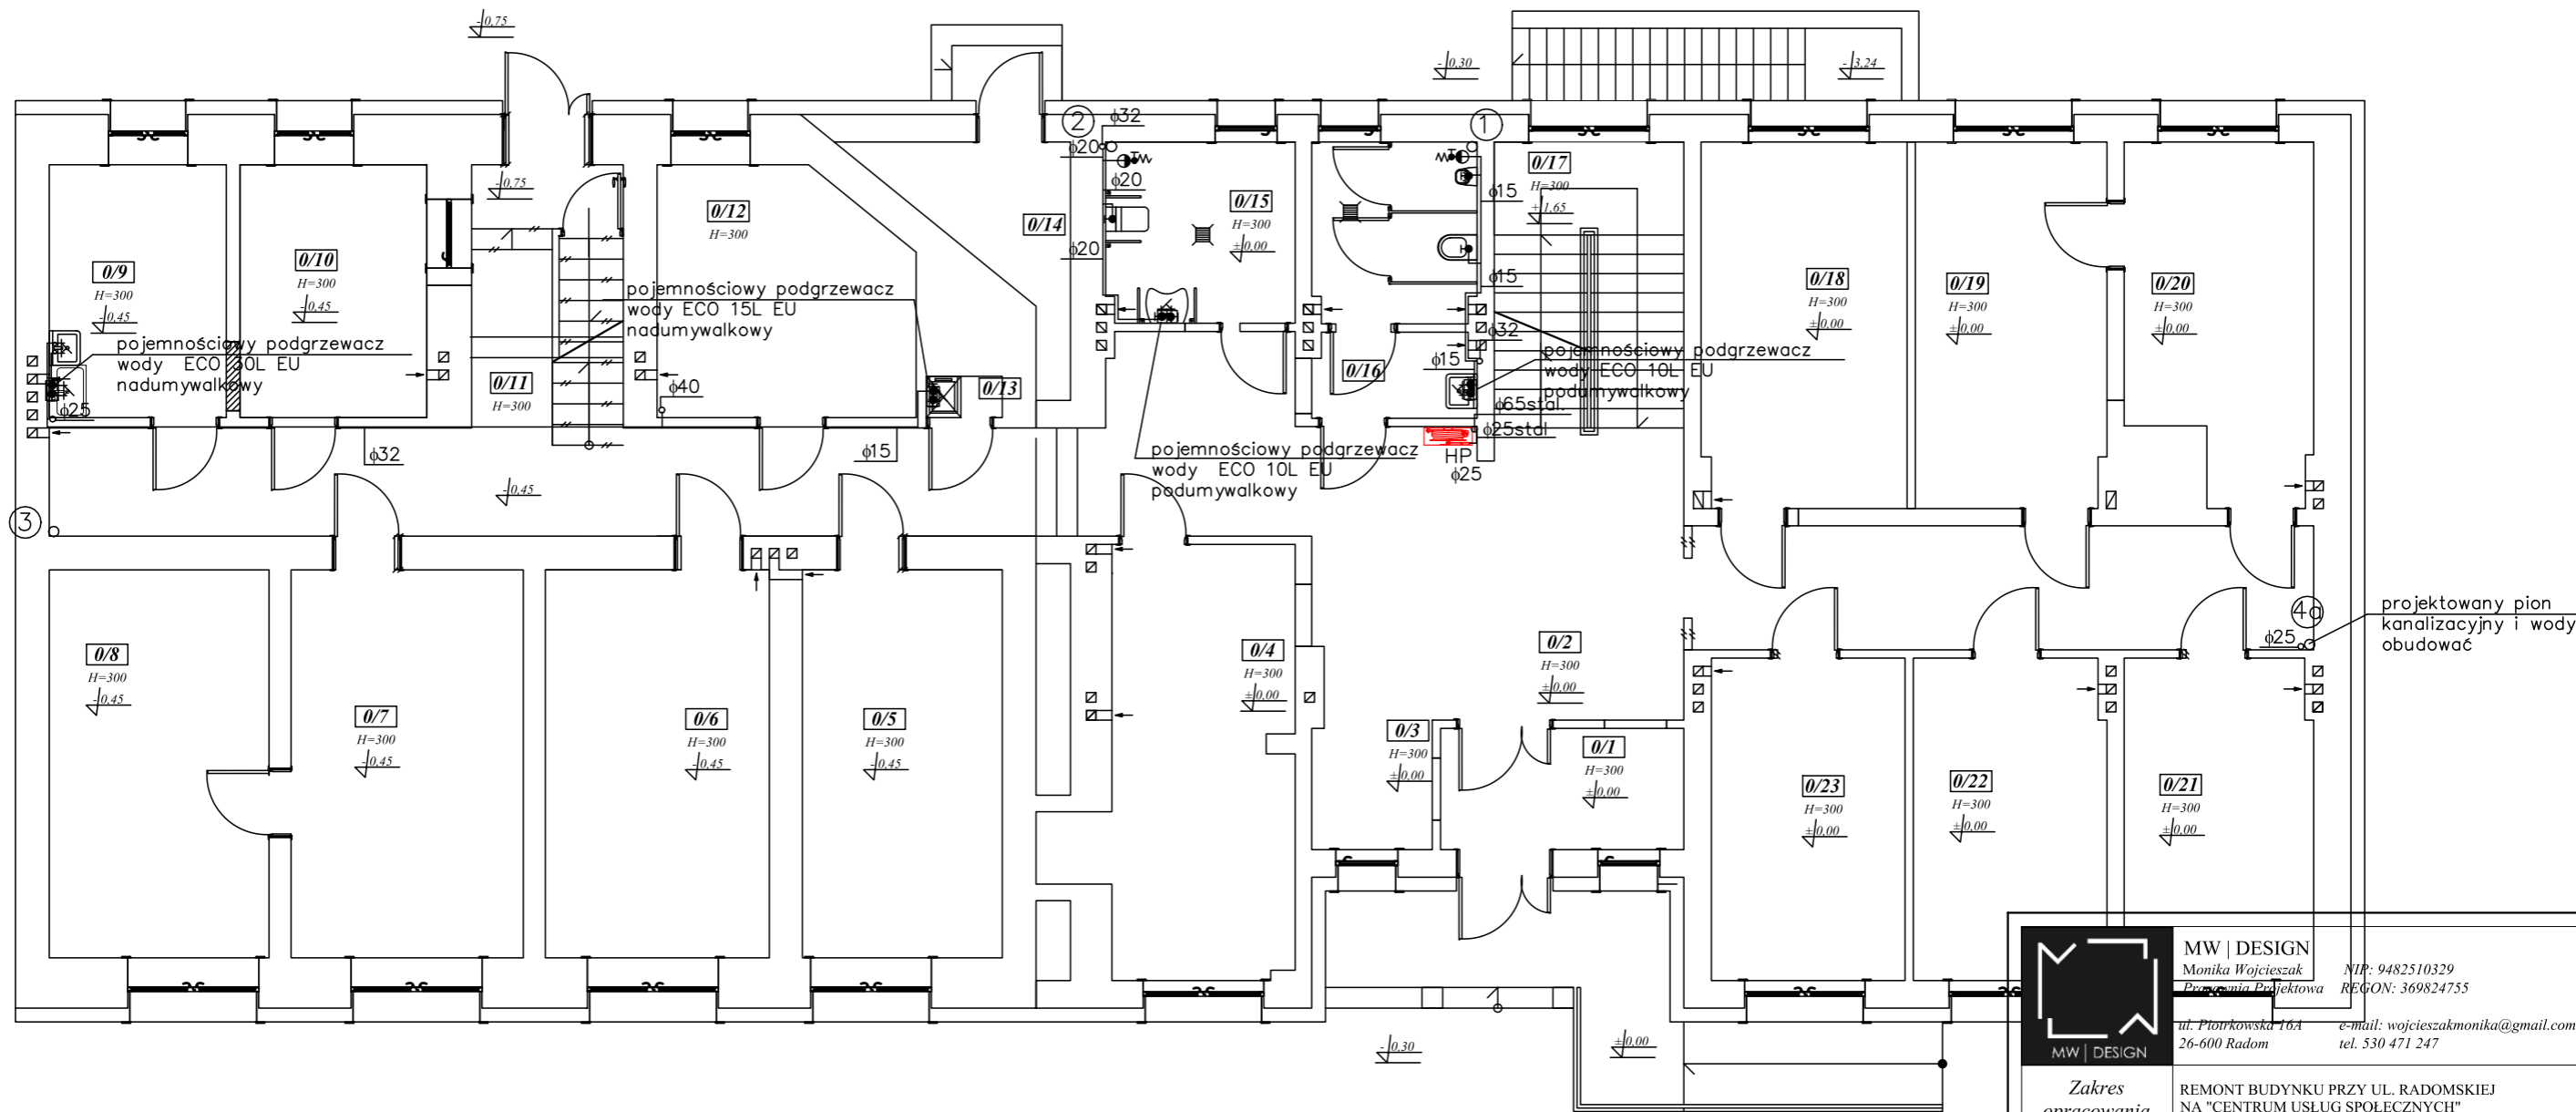 - 0,75
- 0,30
- 3,24
2
ϕ32
1
ϕ20
- 0,75
0/17
H=300
+ 1,65
ϕ20
ϕ15
0/12
H=300
0/14
0/15
H=300
± 0,00
ϕ20
0/9
H=300
- 0,45
0/10
H=300
- 0,45
pojemnościowy podgrzewacz
wody ECO 15L EU
nadumywalkowy
ϕ15
0/18
H=300
± 0,00
0/19
H=300
± 0,00
0/20
H=300
± 0,00
pojemnościowy podgrzewacz
wody ECO 30L EU
nadumywalkowy
ϕ25
0/11
H=300
ϕ40
0/13
0/16
ϕ32
ϕ15
pojemnościowy podgrzewacz
wody ECO 10L EU
podumywalkowy
ϕ65stal.
ϕ25stal
HP
ϕ25
ϕ32
ϕ15
pojemnościowy podgrzewacz
wody ECO 10L EU
podumywalkowy
- 0,45
3
4a
projektowany pion
kanalizacyjny i wody
obudować
ϕ25
0/8
H=300
- 0,45
0/7
H=300
- 0,45
0/6
H=300
- 0,45
0/5
H=300
- 0,45
0/4
H=300
± 0,00
0/2
H=300
± 0,00
0/3
H=300
± 0,00
0/1
H=300
± 0,00
0/23
H=300
± 0,00
0/22
H=300
± 0,00
0/21
H=300
± 0,00
- 0,30
± 0,00
MW | DESIGN
MW | DESIGN
Monika Wojcieszak NIP: 9482510329
Pracownia Projektowa REGON: 369824755
ul. Piotrkowska 16A e-mail: wojcieszakmonika@gmail.com
26-600 Radom tel. 530 471 247
Zakres
opracowania
REMONT BUDYNKU PRZY UL. RADOMSKIEJ
NA "CENTRUM USŁUG SPOŁECZNYCH"